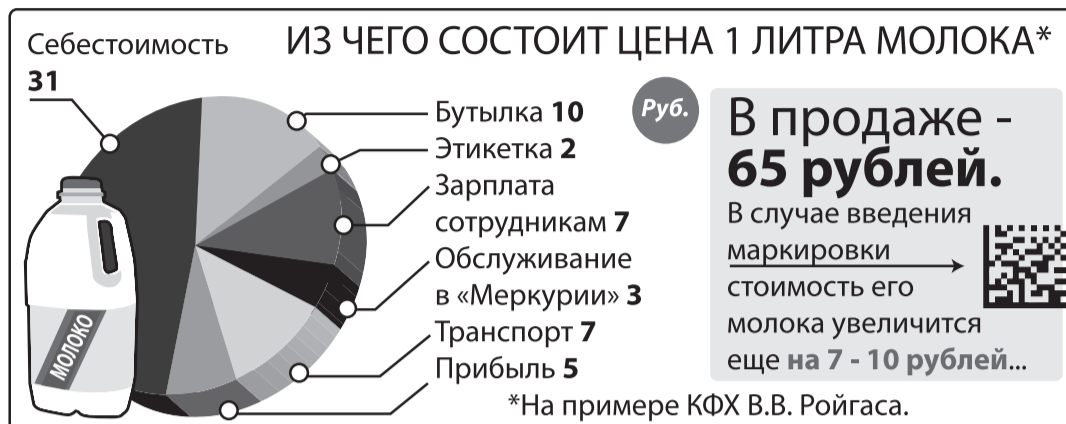 ИЗ ЧЕГО СОСТОИТ ЦЕНА 1 ЛИТРА МОЛОКА*
Себестоимость
31
Бутылка 10
Этикетка 2
Зарплата
сотрудникам 7
Обслуживание
в «Меркурии» 3
Транспорт 7
Прибыль 5
МОЛОКО
Руб.
В продаже -
65 рублей.
В случае введения
маркировки
стоимость его
молока увеличится
еще на 7 - 10 рублей...
*На примере КФХ В.В. Ройгаса.